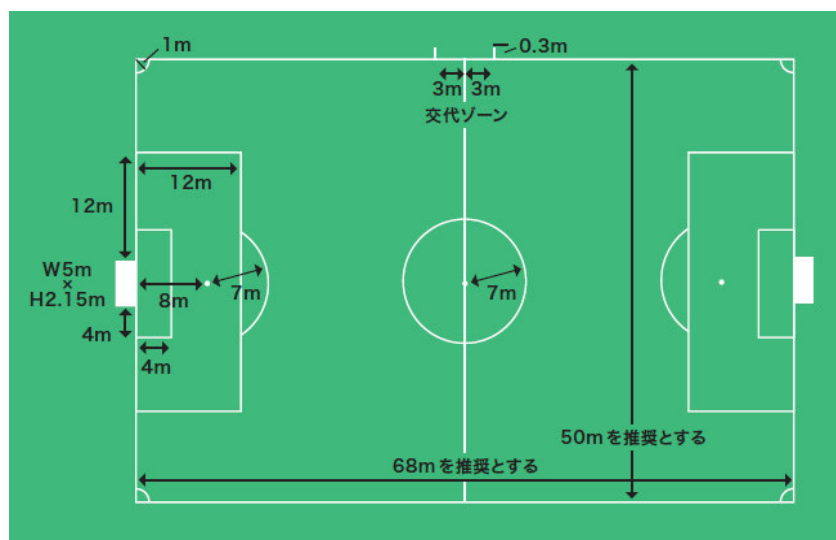 1m
0.3m
3m 3m
交代ゾーン
12m
12m
W5m
×
H2.15m
8m
7m
7m
4m
4m
50mを推奨とする
68mを推奨とする